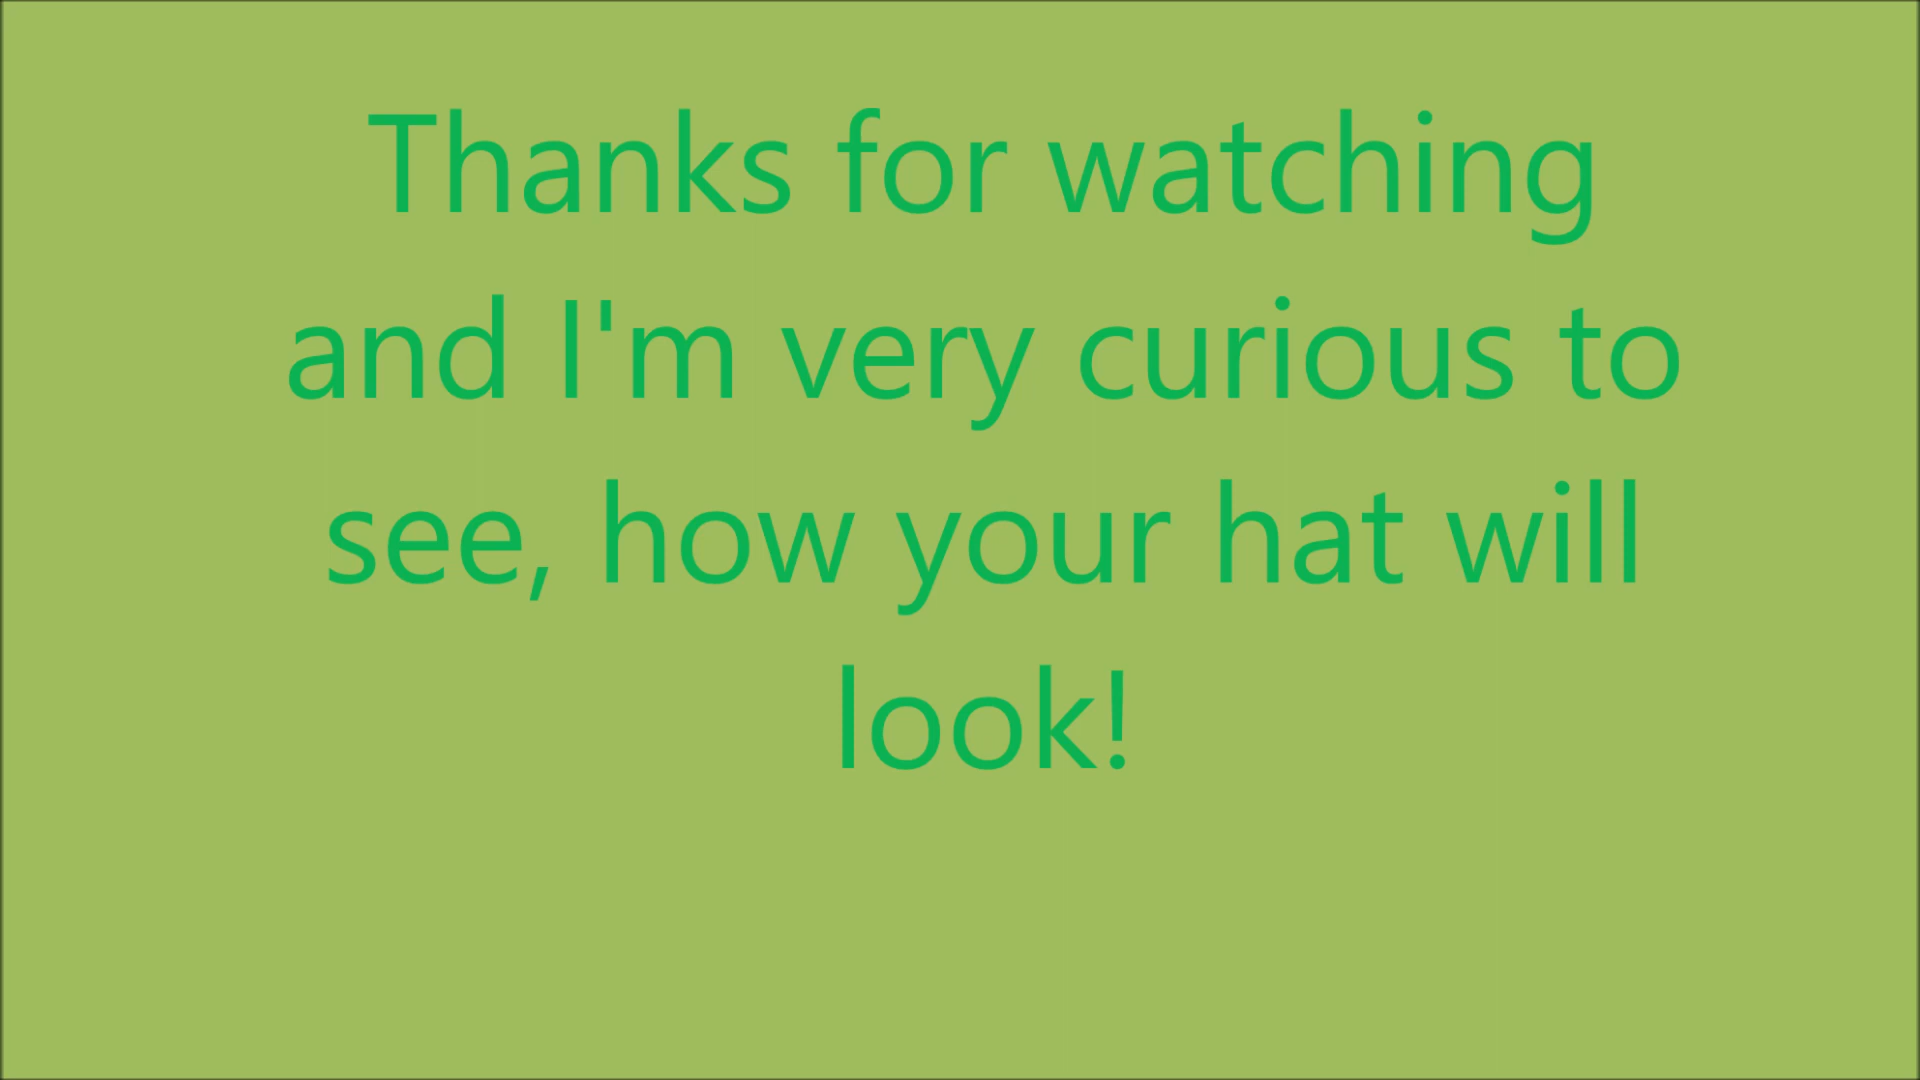 Thanks for watching
and I'm very curious to
see, how your hat will
look!